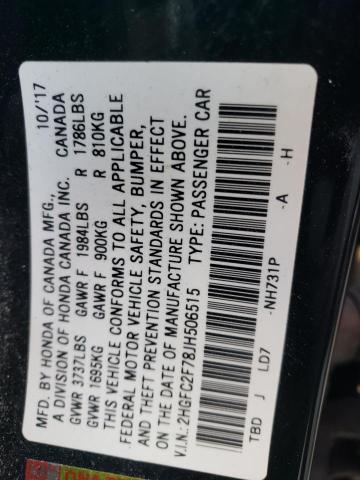 MFD. BY HONDA OF CANADA MFG., 10/'17
A DIVISION OF HONDA CANADA INC. CANADA
GVWR 3737LBS GAWR F 1984LBS R 1786LBS
GVWR 1695KG GAWR F 900KG R 810KG
THIS VEHICLE CONFORMS TO ALL APPLICABLE
FEDERAL MOTOR VEHICLE SAFETY, BUMPER,
AND THEFT PREVENTION STANDARDS IN EFFECT
ON THE DATE OF MANUFACTURE SHOWN ABOVE.
V.I.N.: 2HGFC2F78JH506515 TYPE: PASSENGER CAR
TBD J LD7 -NH731P -A -H